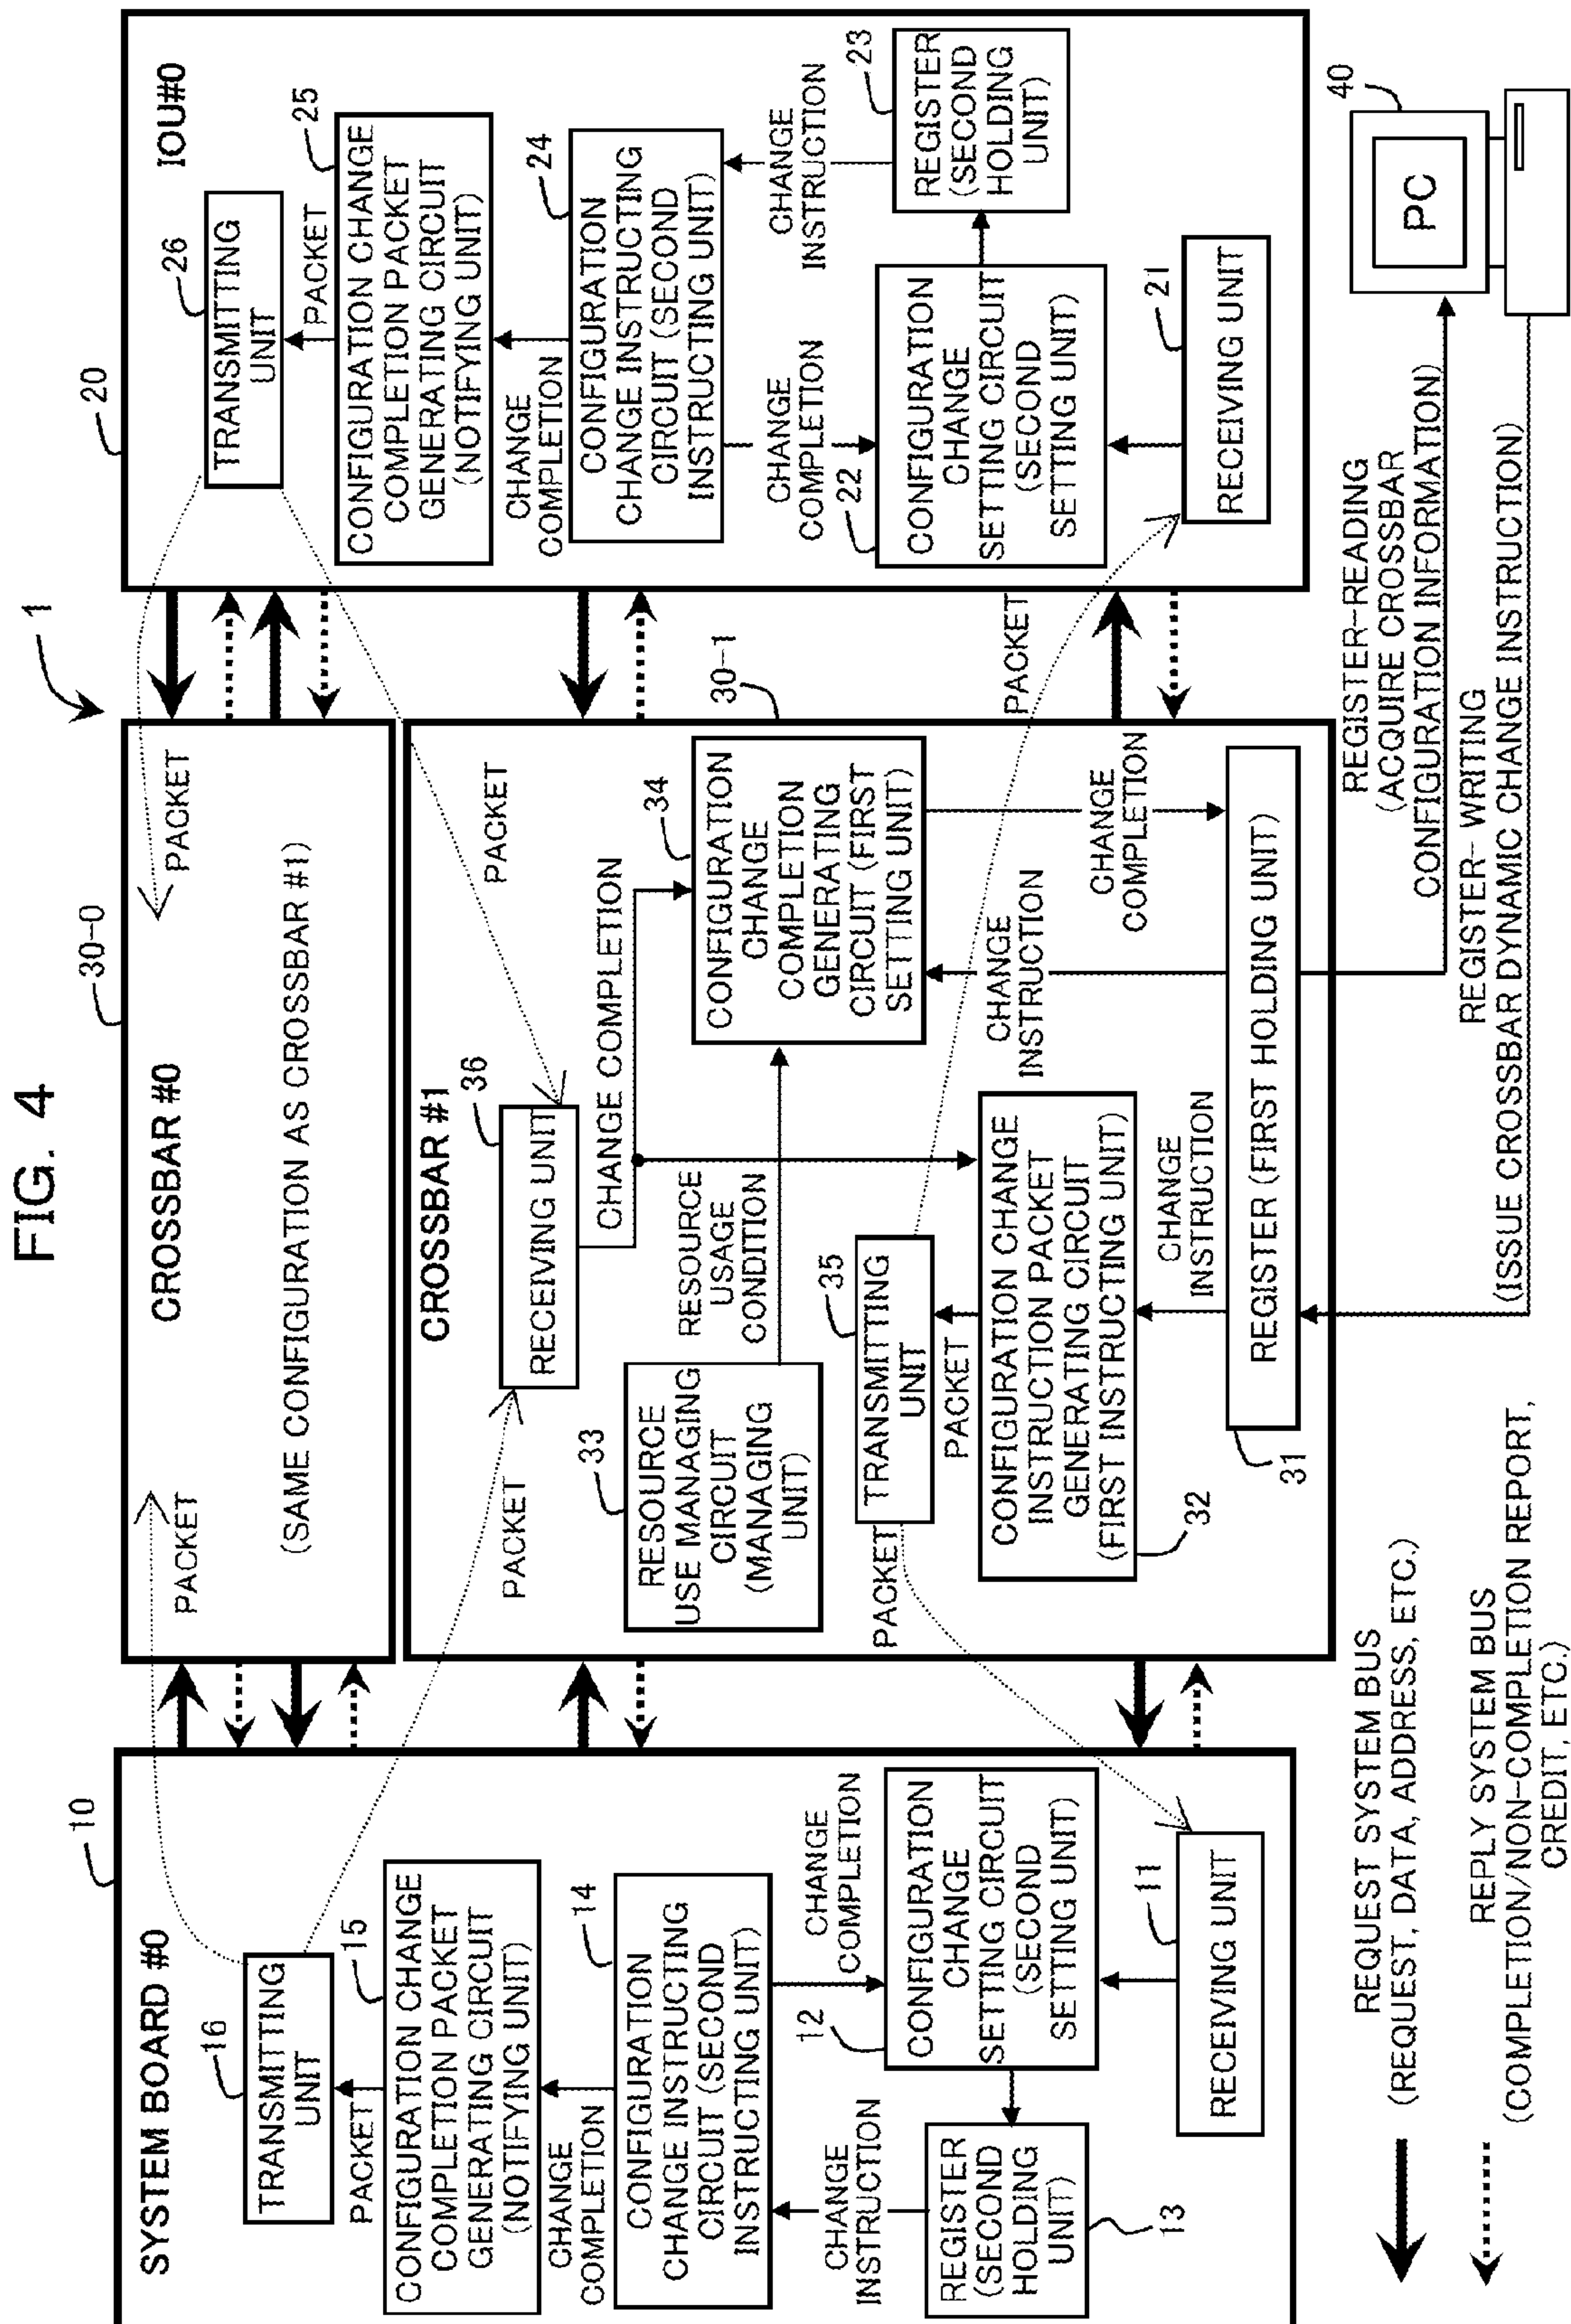 FIG. 4
1
10
SYSTEM BOARD #0
16
TRANSMITTING
UNIT
PACKET
15
CONFIGURATION CHANGE
COMPLETION PACKET
GENERATING CIRCUIT
(NOTIFYING UNIT)
CHANGE
COMPLETION
14
CONFIGURATION
CHANGE INSTRUCTING
CIRCUIT (SECOND
INSTRUCTING UNIT)
CHANGE
INSTRUCTION
CHANGE
COMPLETION
12
CONFIGURATION
CHANGE
SETTING CIRCUIT
(SECOND
SETTING UNIT)
REGISTER
(SECOND
HOLDING
UNIT)
13
11
RECEIVING UNIT
30-0
CROSSBAR #0
(SAME CONFIGURATION AS CROSSBAR #1)
PACKET
PACKET
CROSSBAR #1
30-1
36
RECEIVING UNIT
PACKET
PACKET
CHANGE COMPLETION
33
RESOURCE
USE MANAGING
CIRCUIT
(MANAGING
UNIT)
RESOURCE
USAGE
CONDITION
34
CONFIGURATION
CHANGE
COMPLETION
GENERATING
CIRCUIT (FIRST
SETTING UNIT)
35
TRANSMITTING
UNIT
PACKET
PACKET
PACKET
CONFIGURATION CHANGE
INSTRUCTION PACKET
GENERATING CIRCUIT
(FIRST INSTRUCTING UNIT)
32
CHANGE
INSTRUCTION
CHANGE
INSTRUCTION
CHANGE
COMPLETION
REGISTER (FIRST HOLDING UNIT)
31
20
IOU#0
26
TRANSMITTING
UNIT
PACKET
25
CONFIGURATION CHANGE
COMPLETION PACKET
GENERATING CIRCUIT
(NOTIFYING UNIT)
CHANGE
COMPLETION
24
CONFIGURATION
CHANGE INSTRUCTING
CIRCUIT (SECOND
INSTRUCTING UNIT)
CHANGE
COMPLETION
CHANGE
INSTRUCTION
22
CONFIGURATION
CHANGE
SETTING CIRCUIT
(SECOND
SETTING UNIT)
23
REGISTER
(SECOND
HOLDING
UNIT)
21
RECEIVING UNIT
REGISTER-READING
(ACQUIRE CROSSBAR
CONFIGURATION INFORMATION)
REGISTER- WRITING
(ISSUE CROSSBAR DYNAMIC CHANGE INSTRUCTION)
40
PC
REQUEST SYSTEM BUS
(REQUEST, DATA, ADDRESS, ETC.)
REPLY SYSTEM BUS
(COMPLETION/NON-COMPLETION REPORT,
CREDIT, ETC.)